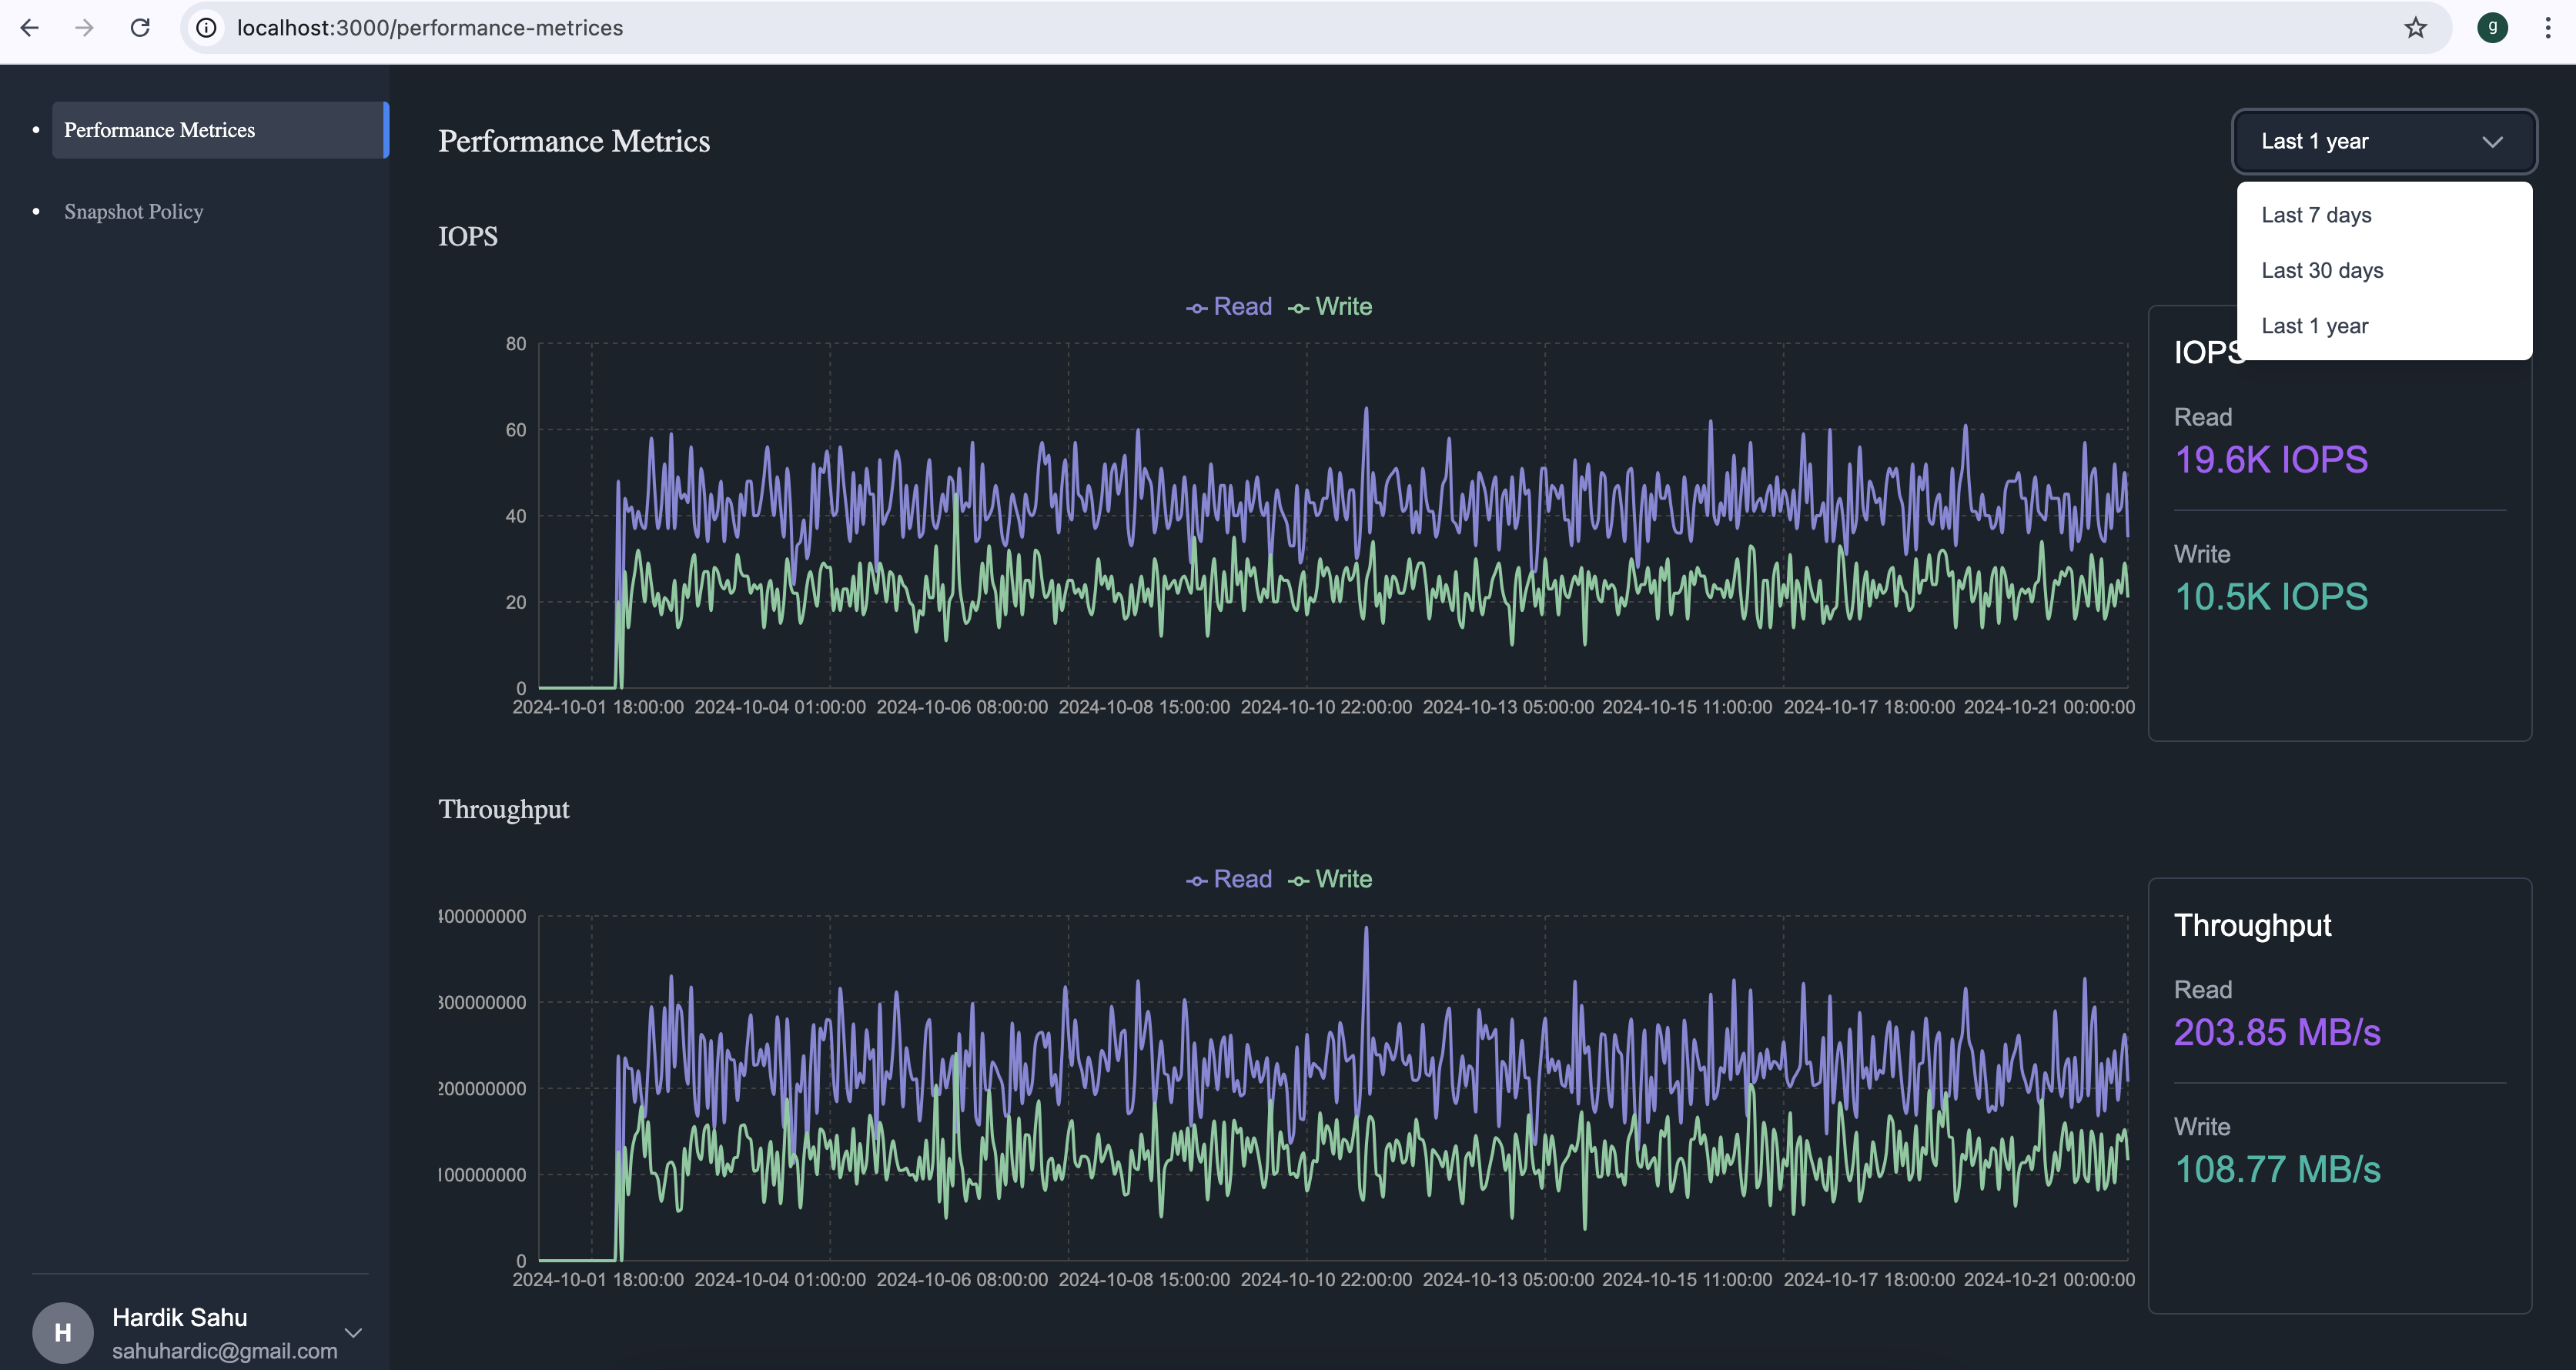 localhost:3000/performance-metrices
g
Performance Metrices
Snapshot Policy
Performance Metrics
Last 1 year
Last 7 days
Last 30 days
Last 1 year
IOPS
Read Write
80
60
40
20
0
2024-10-01 18:00:00 2024-10-04 01:00:00 2024-10-06 08:00:00 2024-10-08 15:00:00 2024-10-10 22:00:00 2024-10-13 05:00:00 2024-10-15 11:00:00 2024-10-17 18:00:00 2024-10-21 00:00:00
IOPS
Read
19.6K IOPS
Write
10.5K IOPS
Throughput
Read Write
400000000
300000000
200000000
100000000
0
2024-10-01 18:00:00 2024-10-04 01:00:00 2024-10-06 08:00:00 2024-10-08 15:00:00 2024-10-10 22:00:00 2024-10-13 05:00:00 2024-10-15 11:00:00 2024-10-17 18:00:00 2024-10-21 00:00:00
Throughput
Read
203.85 MB/s
Write
108.77 MB/s
H
Hardik Sahu
sahuhardic@gmail.com